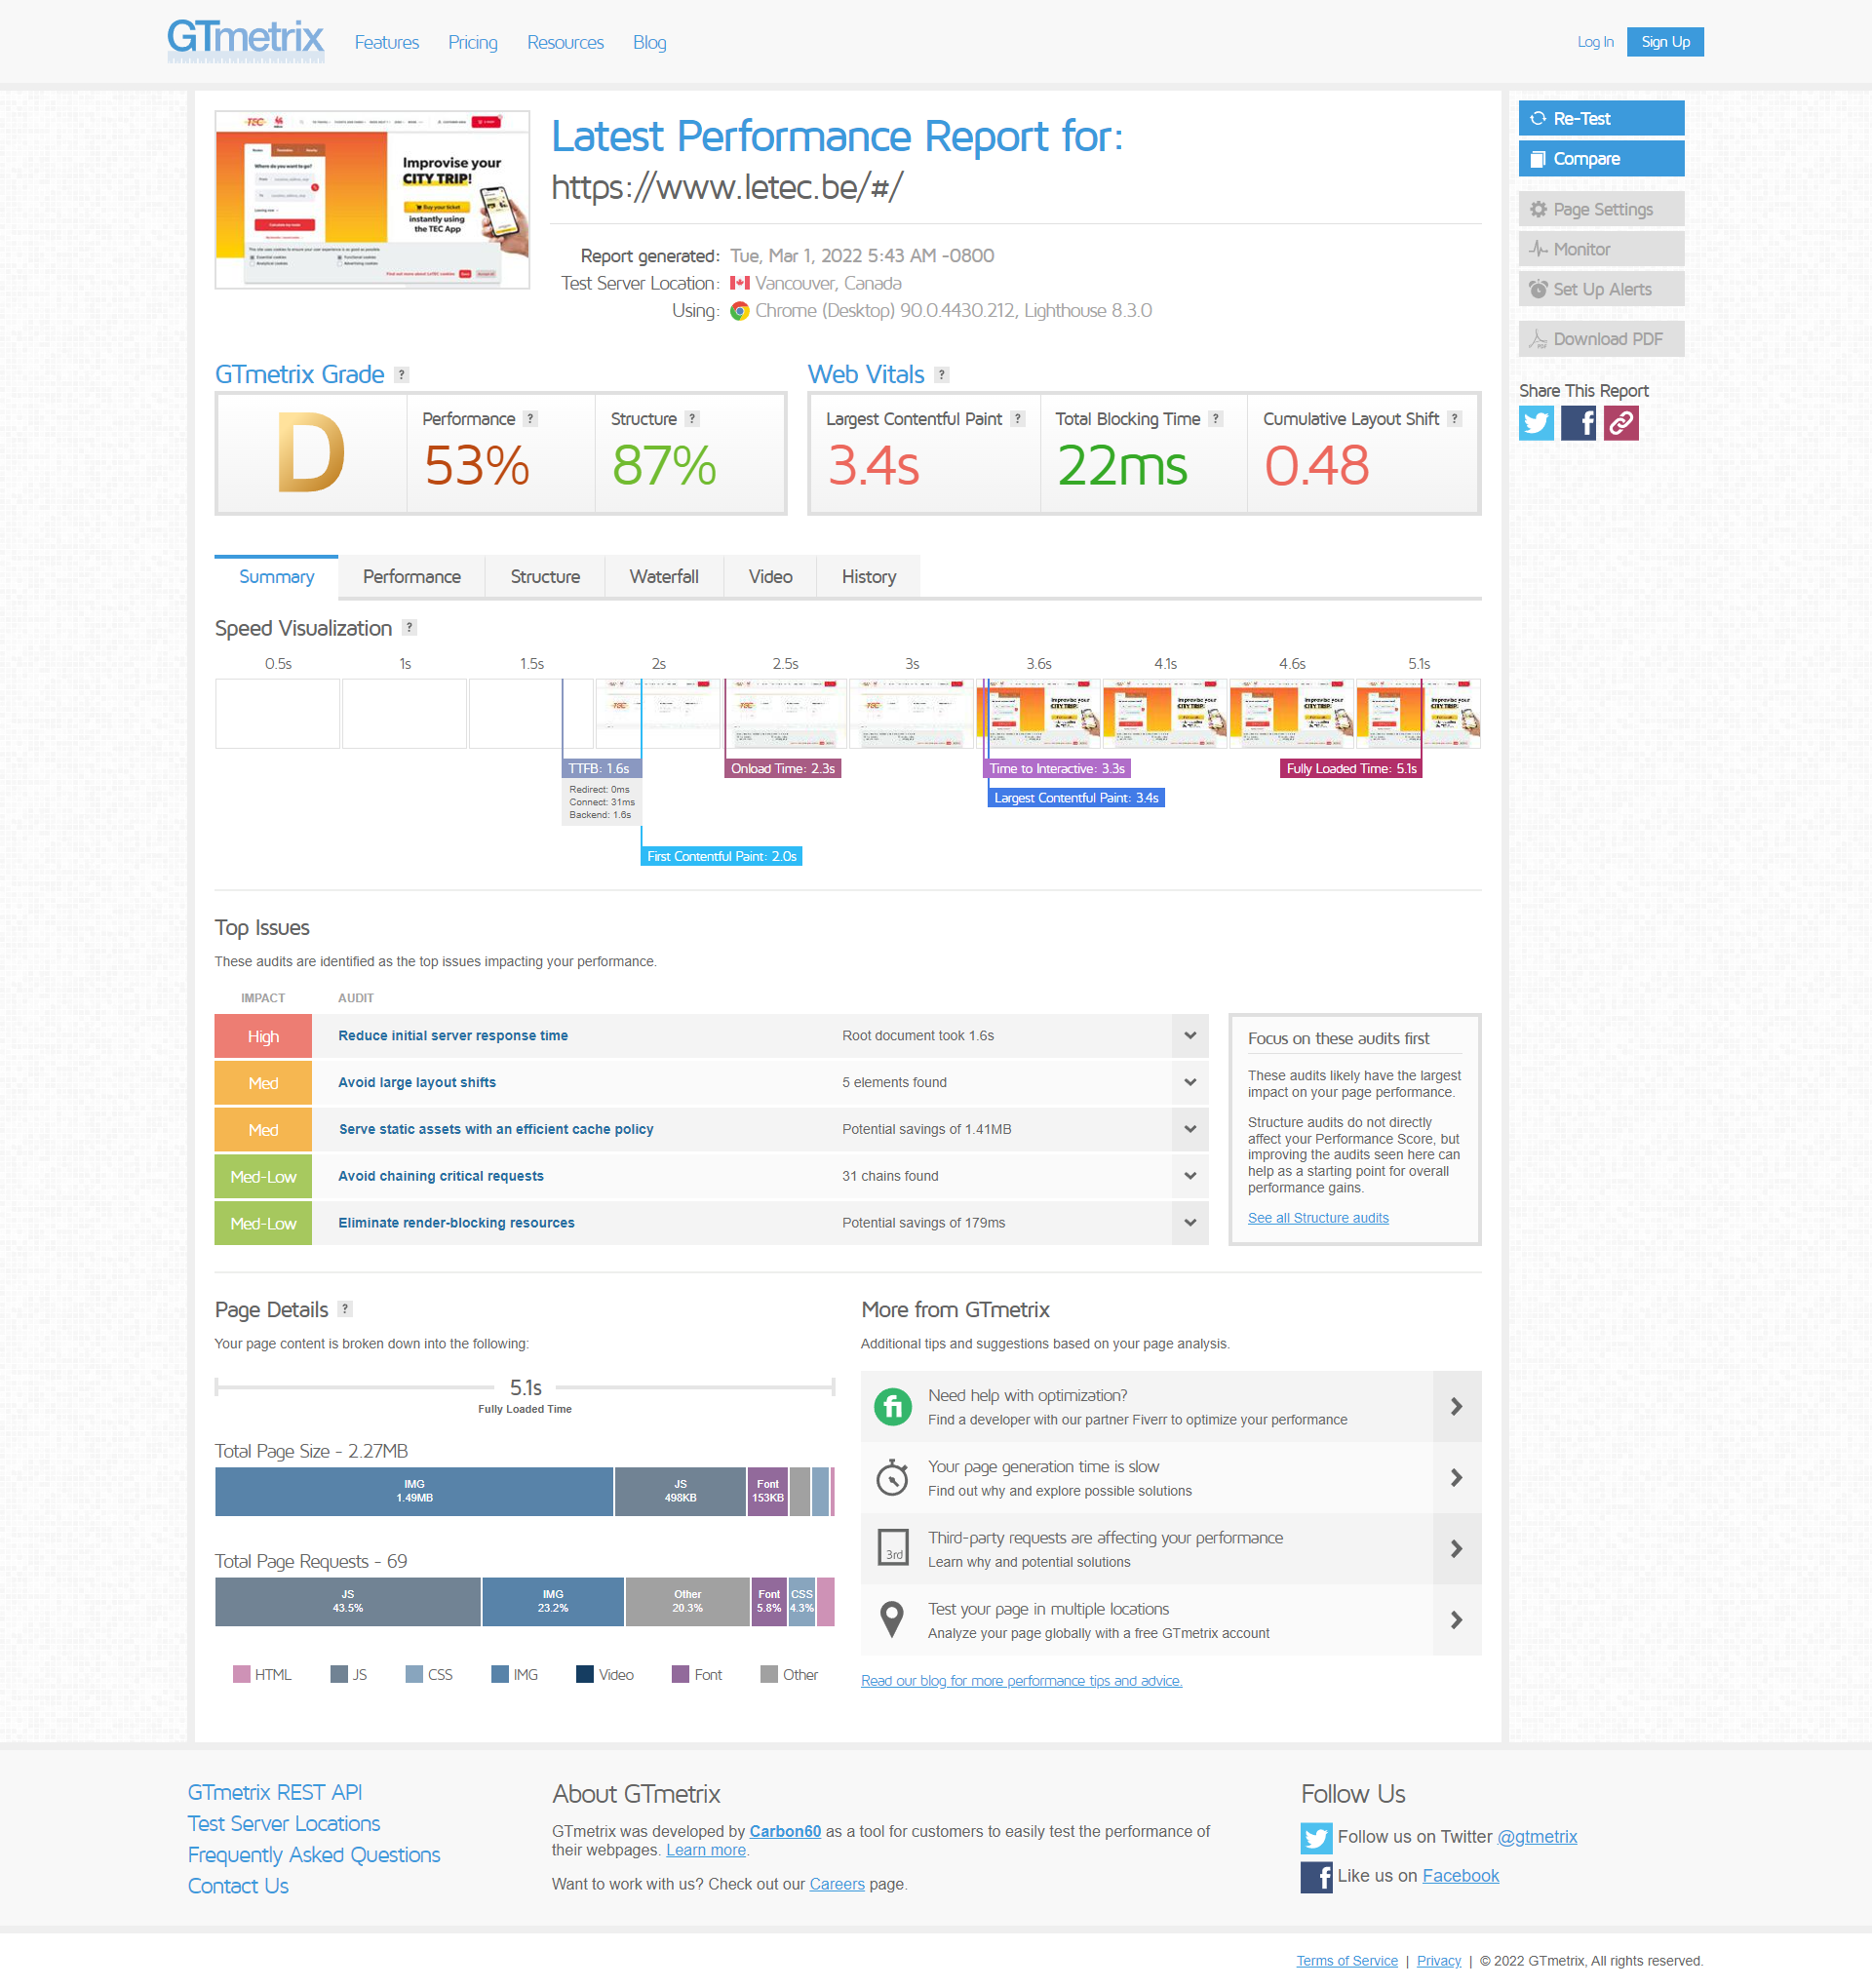 GTmetrix
Features
Pricing
Resources
Blog
Log In
Sign Up
TEC
Where do you want to go?
Improvise your
CITY TRIP!
Buy your ticket
instantly using
the TEC App
Latest Performance Report for:
https://www.letec.be/#/
Report generated: Tue, Mar 1, 2022 5:43 AM -0800
Test Server Location: Vancouver, Canada
Using: Chrome (Desktop) 90.0.4430.212, Lighthouse 8.3.0
Re-Test
Compare
Page Settings
Monitor
Set Up Alerts
Download PDF
Share This Report
GTmetrix Grade ?
D
Performance ?
53%
Structure ?
87%
Web Vitals ?
Largest Contentful Paint ?
3.4s
Total Blocking Time ?
22ms
Cumulative Layout Shift ?
0.48
Summary
Performance
Structure
Waterfall
Video
History
Speed Visualization ?
0.5s
1s
1.5s
2s
2.5s
3s
3.6s
4.1s
4.6s
5.1s
TTFB: 1.6s
Redirect: 0ms
Connect: 31ms
Backend: 1.6s
Onload Time: 2.3s
Time to Interactive: 3.3s
Fully Loaded Time: 5.1s
Largest Contentful Paint: 3.4s
First Contentful Paint: 2.0s
Top Issues
These audits are identified as the top issues impacting your performance.
IMPACT AUDIT
High Reduce initial server response time Root document took 1.6s
Med Avoid large layout shifts 5 elements found
Med Serve static assets with an efficient cache policy Potential savings of 1.41MB
Med-Low Avoid chaining critical requests 31 chains found
Med-Low Eliminate render-blocking resources Potential savings of 179ms
Focus on these audits first
These audits likely have the largest
impact on your page performance.
Structure audits do not directly
affect your Performance Score, but
improving the audits seen here can
help as a starting point for overall
performance gains.
See all Structure audits
Page Details ?
Your page content is broken down into the following:
5.1s
Fully Loaded Time
Total Page Size - 2.27MB
IMG
1.49MB
JS
498KB
Font
153KB
Total Page Requests - 69
JS
43.5%
IMG
23.2%
Other
20.3%
Font
5.8%
CSS
4.3%
HTML
JS
CSS
IMG
Video
Font
Other
More from GTmetrix
Additional tips and suggestions based on your page analysis.
fi
Need help with optimization?
Find a developer with our partner Fiverr to optimize your performance
Your page generation time is slow
Find out why and explore possible solutions
3rd
Third-party requests are affecting your performance
Learn why and potential solutions
Test your page in multiple locations
Analyze your page globally with a free GTmetrix account
Read our blog for more performance tips and advice.
GTmetrix REST API
Test Server Locations
Frequently Asked Questions
Contact Us
About GTmetrix
GTmetrix was developed by Carbon60 as a tool for customers to easily test the performance of
their webpages. Learn more.
Want to work with us? Check out our Careers page.
Follow Us
Follow us on Twitter @gtmetrix
Like us on Facebook
Terms of Service | Privacy | © 2022 GTmetrix, All rights reserved.